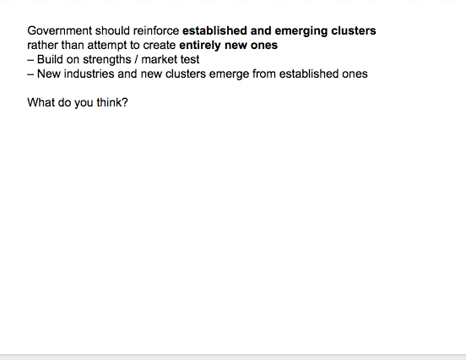 Government should reinforce established and emerging clusters
rather than attempt to create entirely new ones
– Build on strengths / market test
– New industries and new clusters emerge from established ones
What do you think?